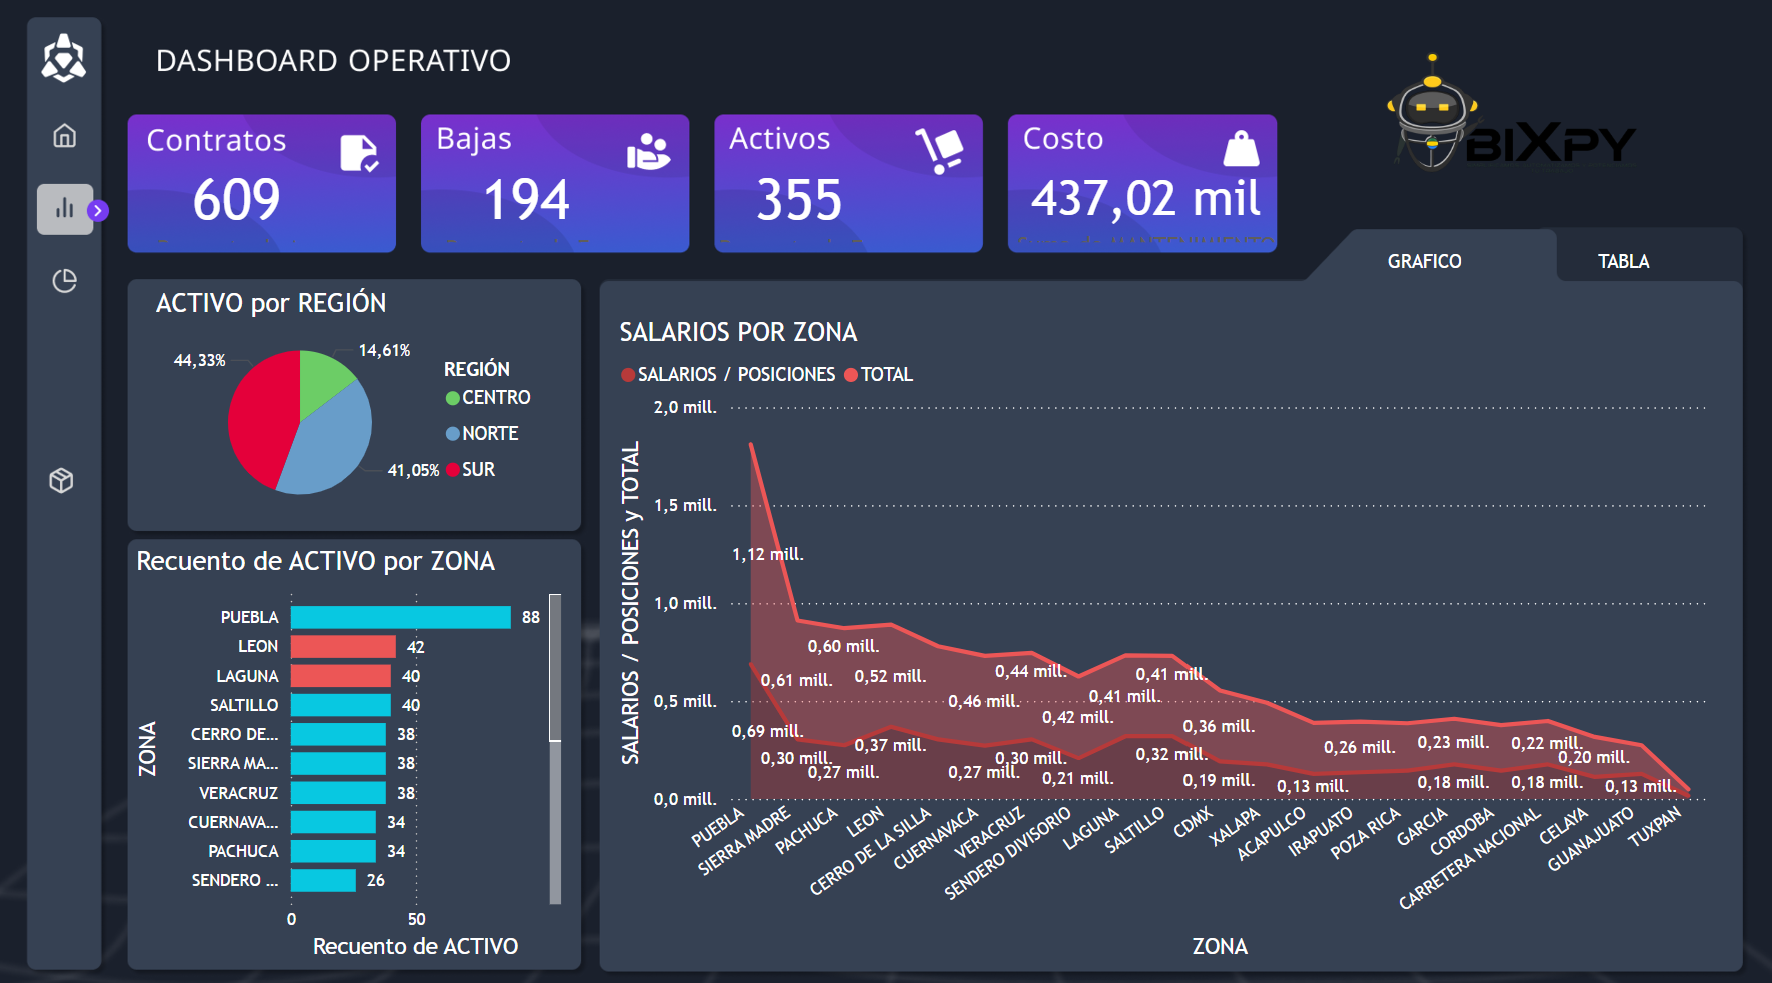 DASHBOARD OPERATIVO
BIXPY
Contratos
609
Bajas
194
Activos
355
Costo
437,02 mil
GRAFICO
TABLA
ACTIVO por REGIÓN
44,33%
14,61%
41,05%
REGIÓN
CENTRO
NORTE
SUR
Recuento de ACTIVO por ZONA
ZONA
PUEBLA 88
LEON 42
LAGUNA 40
SALTILLO 40
CERRO DE... 38
SIERRA MA... 38
VERACRUZ 38
CUERNAVA... 34
PACHUCA 34
SENDERO ... 26
0 50
Recuento de ACTIVO
SALARIOS POR ZONA
SALARIOS / POSICIONES TOTAL
SALARIOS / POSICIONES y TOTAL
2,0 mill.
1,5 mill.
1,0 mill.
0,5 mill.
0,0 mill.
1,12 mill.
0,60 mill.
0,61 mill.
0,52 mill.
0,46 mill.
0,44 mill.
0,42 mill.
0,41 mill.
0,41 mill.
0,36 mill.
0,26 mill.
0,23 mill.
0,22 mill.
0,20 mill.
0,69 mill.
0,30 mill.
0,27 mill.
0,37 mill.
0,27 mill.
0,30 mill.
0,21 mill.
0,32 mill.
0,19 mill.
0,13 mill.
0,18 mill.
0,18 mill.
0,13 mill.
PUEBLA
SIERRA MADRE
PACHUCA
LEON
CERRO DE LA SILLA
CUERNAVACA
VERACRUZ
SENDERO DIVISORIO
LAGUNA
SALTILLO
CDMX
XALAPA
ACAPULCO
IRAPUATO
POZA RICA
GARCIA
CORDOBA
CARRETERA NACIONAL
CELAYA
GUANAJUATO
TUXPAN
ZONA